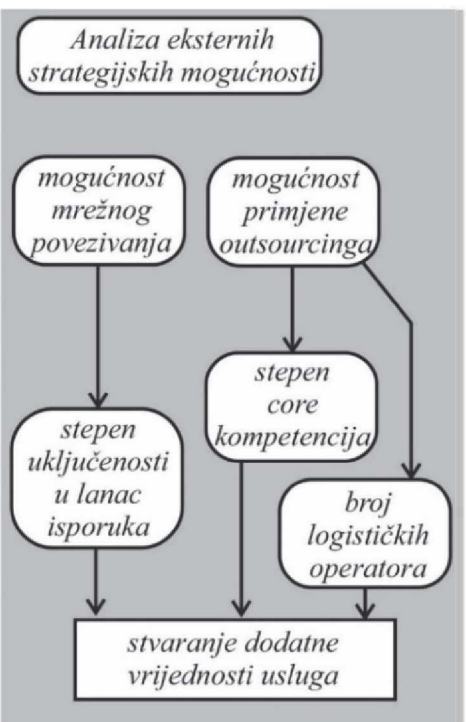 Analiza eksternih
strategijskih mogućnosti
mogućnost
mrežnog
povezivanja
mogućnost
primjene
outsourcinga
stepen
core
kompetencija
stepen
uključenosti
u lanac
isporuka
broj
logističkih
operatora
stvaranje dodatne
vrijednosti usluga